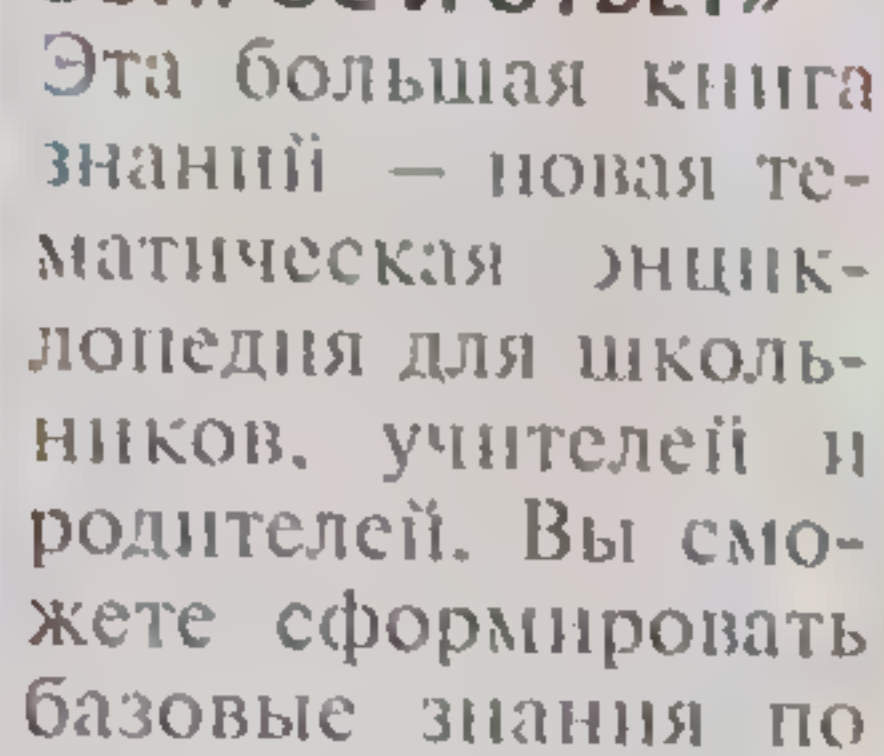 Эта большая книга
знаний — новая те-
матическая энцик-
лопедия для школь-
ников, учителей и
родителей. Вы смо-
жете сформировать
базовые знания по